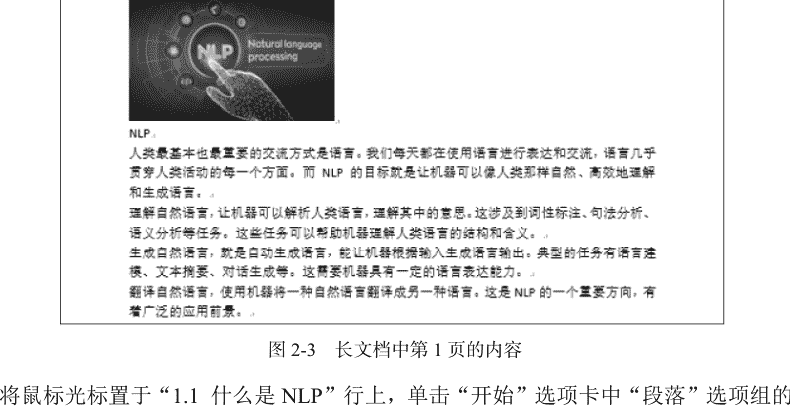 NLP
Natural language
processing
NLP
人类最基本也最重要的交流方式是语言。我们每天都在使用语言进行表达和交流，语言几乎
贯穿人类活动的每一个方面。而 NLP 的目标就是让机器可以像人类那样自然、高效地理解
和生成语言。
理解自然语言，让机器可以解析人类语言，理解其中的意思。这涉及到词性标注、句法分析、
语义分析等任务。这些任务可以帮助机器理解人类语言的结构和含义。
生成自然语言，就是自动生成语言，能让机器根据输入生成语言输出。典型的任务有语言建
模、文本摘要、对话生成等。这需要机器具有一定的语言表达能力。
翻译自然语言，使用机器将一种自然语言翻译成另一种语言。这是 NLP 的一个重要方向，有
着广泛的应用前景。
图 2-3　长文档中第 1 页的内容
将鼠标光标置于“1.1 什么是 NLP”行上，单击“开始”选项卡中“段落”选项组的